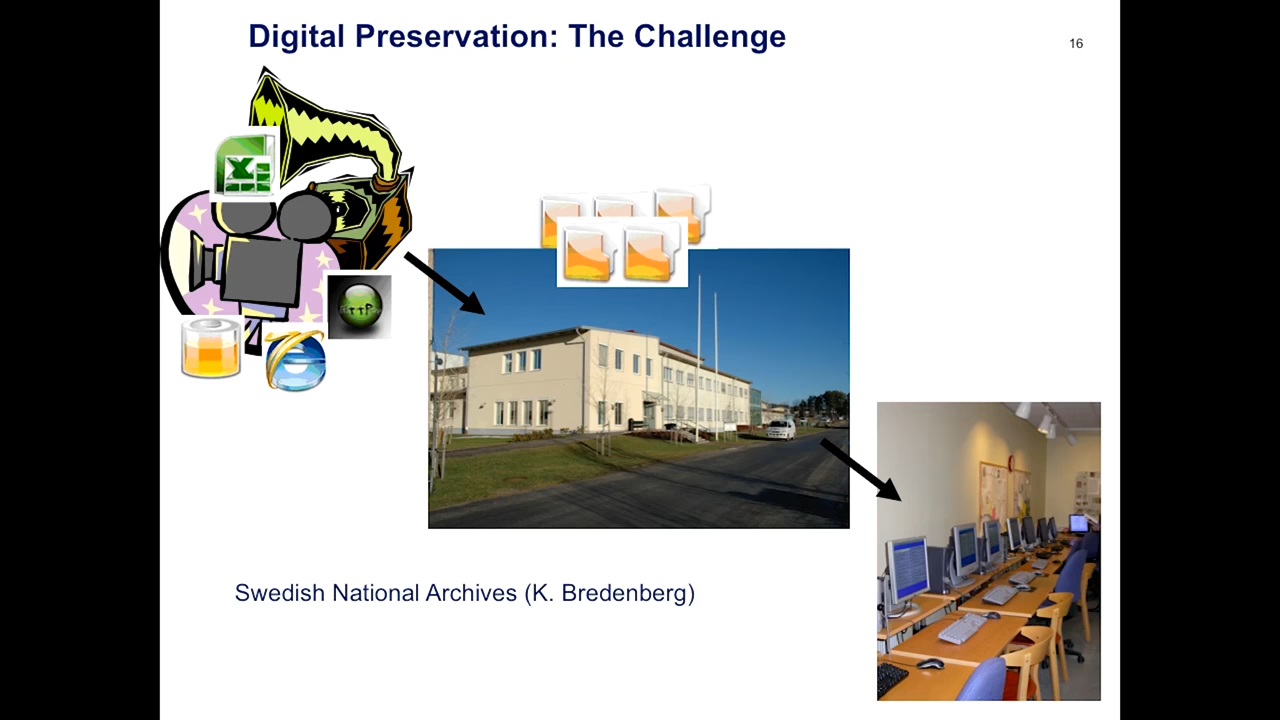 Digital Preservation: The Challenge
16
Swedish National Archives (K. Bredenberg)